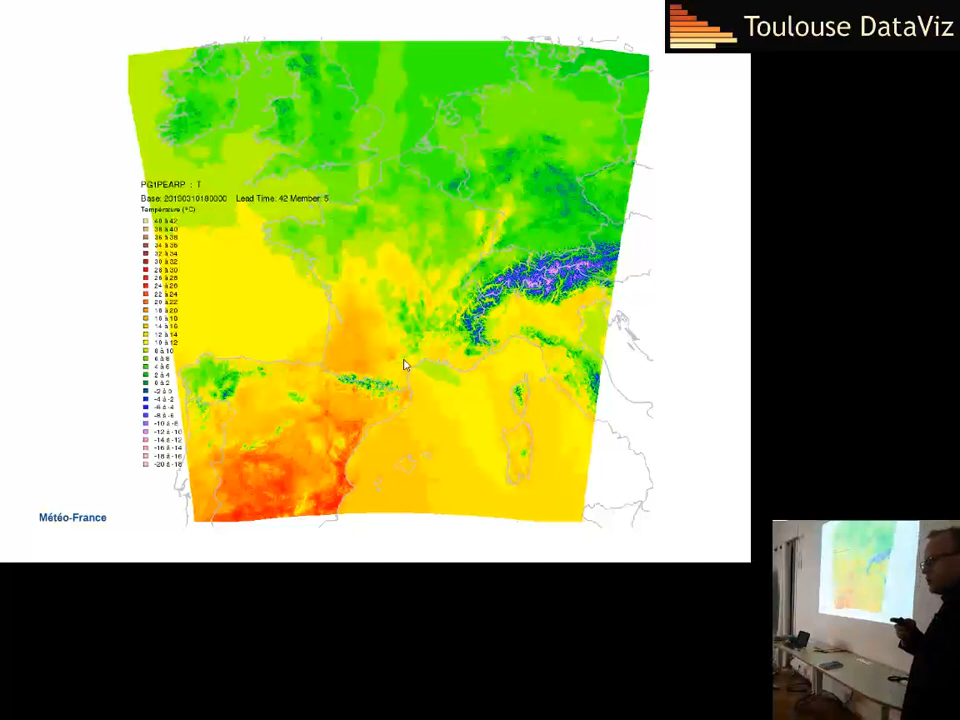 Toulouse DataViz
PG1PEARP : T
Base: 20190310180000 Lead Time: 42 Member: 5
Température (°C)
40 à 42
38 à 40
36 à 38
34 à 36
32 à 34
30 à 32
28 à 30
26 à 28
24 à 26
22 à 24
20 à 22
18 à 20
16 à 18
14 à 16
12 à 14
10 à 12
8 à 10
6 à 8
4 à 6
2 à 4
0 à 2
-2 à 0
-4 à -2
-6 à -4
-8 à -6
-10 à -8
-12 à -10
-14 à -12
-16 à -14
-18 à -16
-20 à -18
Météo-France